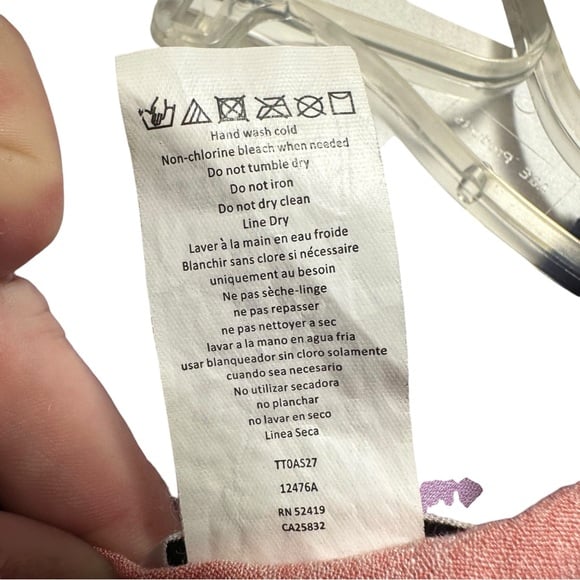 Hand wash cold
Non-chlorine bleach when needed
Do not tumble dry
Do not iron
Do not dry clean
Line Dry
Laver à la main en eau froide
Blanchir sans clore si nécessaire
uniquement au besoin
Ne pas sèche-linge
ne pas repasser
ne pas nettoyer a sec
lavar a la mano en agua fría
usar blanqueador sin cloro solamente
cuando sea necesario
No utilizar secadora
no planchar
no lavar en seco
Linea Seca
TT0AS27
12476A
RN 52419
CA25832